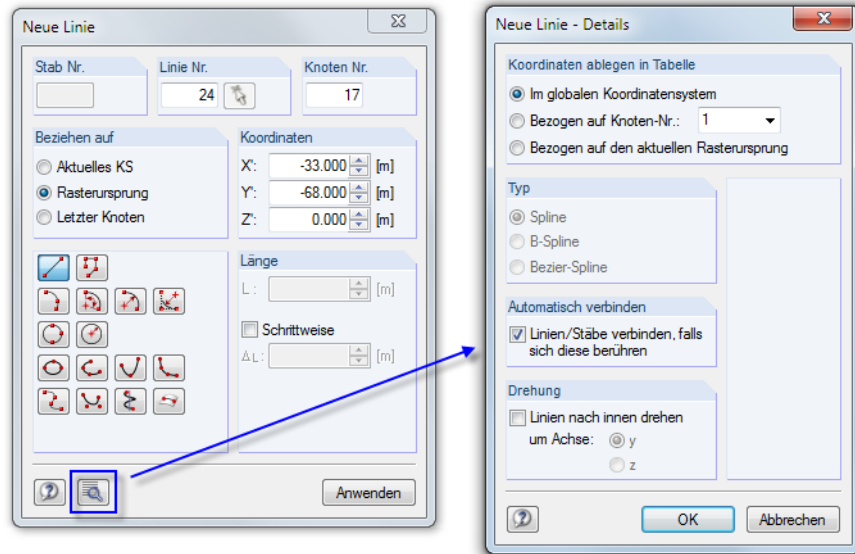 Neue Linie
Stab Nr.
Linie Nr.
24
Knoten Nr.
17
Beziehen auf
Aktuelles KS
Rasterursprung
Letzter Knoten
Koordinaten
X': -33.000 [m]
Y': -68.000 [m]
Z': 0.000 [m]
Länge
L : [m]
Schrittweise
ΔL: [m]
Anwenden
Neue Linie - Details
Koordinaten ablegen in Tabelle
Im globalen Koordinatensystem
Bezogen auf Knoten-Nr.: 1
Bezogen auf den aktuellen Rasterursprung
Typ
Spline
B-Spline
Bezier-Spline
Automatisch verbinden
Linien/Stäbe verbinden, falls
sich diese berühren
Drehung
Linien nach innen drehen
um Achse: y
z
OK
Abbrechen